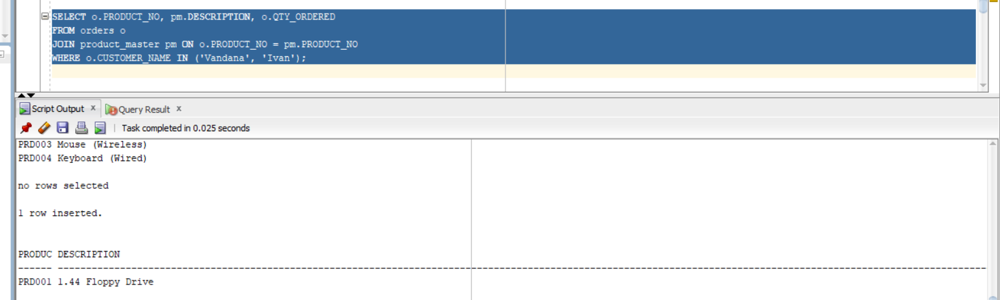 SELECT o.PRODUCT_NO, pm.DESCRIPTION, o.QTY_ORDERED
FROM orders o
JOIN product_master pm ON o.PRODUCT_NO = pm.PRODUCT_NO
WHERE o.CUSTOMER_NAME IN ('Vandana', 'Ivan');
Script Output x Query Result x
Task completed in 0.025 seconds
PRD003 Mouse (Wireless)
PRD004 Keyboard (Wired)
no rows selected
1 row inserted.
PRODUC DESCRIPTION
------ ----------------------------------------------------------------------------------------------------------------------------------------------------------------
PRD001 1.44 Floppy Drive